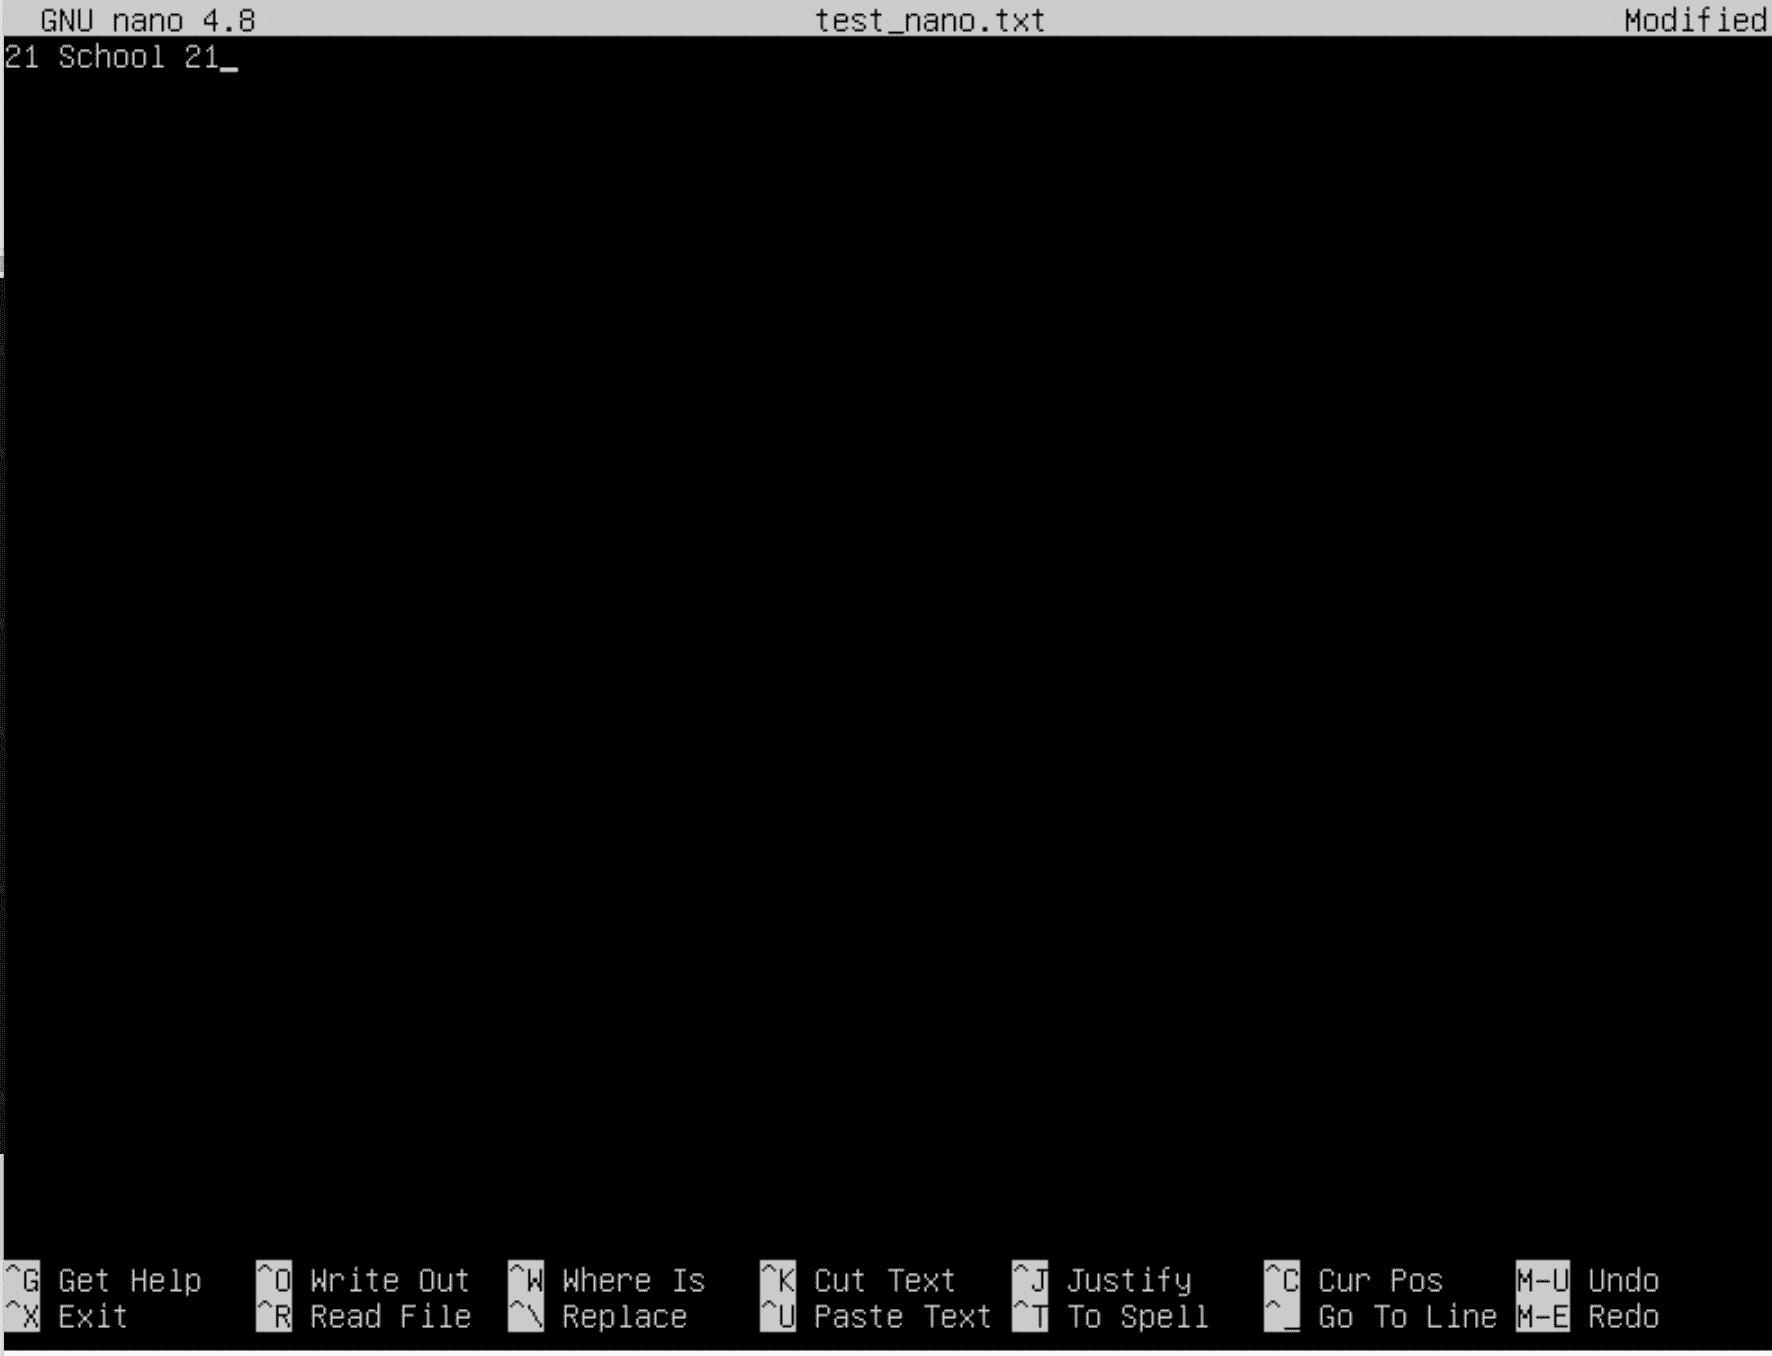 GNU nano 4.8 test_nano.txt Modified
21 School 21_
^G Get Help ^O Write Out ^W Where Is ^K Cut Text ^J Justify ^C Cur Pos M-U Undo
^X Exit ^R Read File ^\ Replace ^U Paste Text ^T To Spell ^_ Go To Line M-E Redo